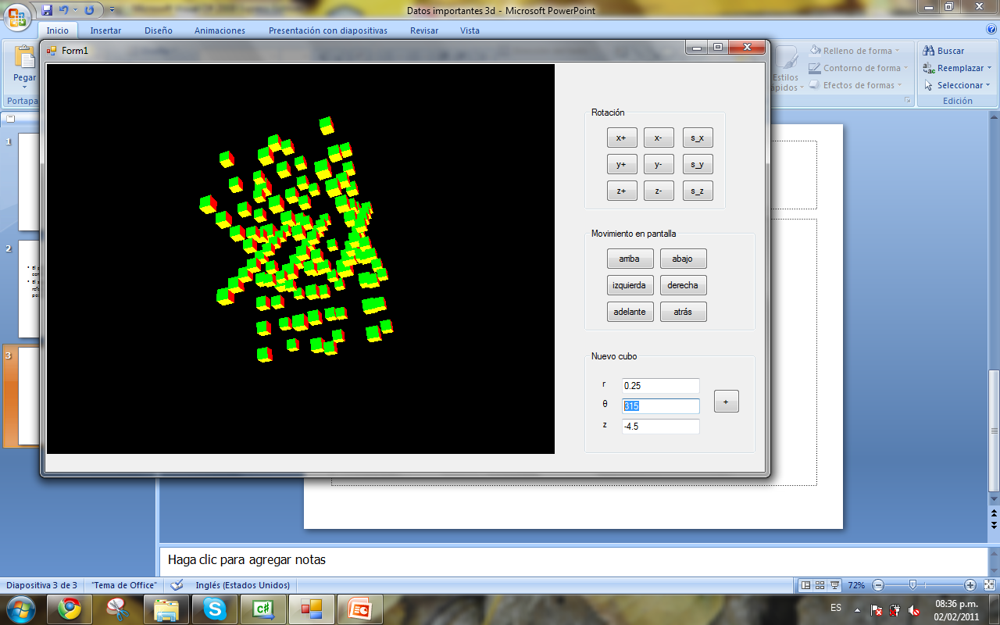 Datos importantes 3d - Microsoft PowerPoint
Inicio
Insertar
Diseño
Animaciones
Presentación con diapositivas
Revisar
Vista
Pegar
Portapa
Estilos
ápidos
Relleno de forma
Contorno de forma
Efectos de formas
Buscar
Reemplazar
Seleccionar
Edición
Form1
Rotación
x+ x- s_x
y+ y- s_y
z+ z- s_z
Movimiento en pantalla
arriba abajo
izquierda derecha
adelante atrás
Nuevo cubo
r 0.25
θ 315
+
z -4.5
1
2
3
Haga clic para agregar notas
Diapositiva 3 de 3 "Tema de Office" Inglés (Estados Unidos) 72%
ES
08:36 p.m.
02/02/2011